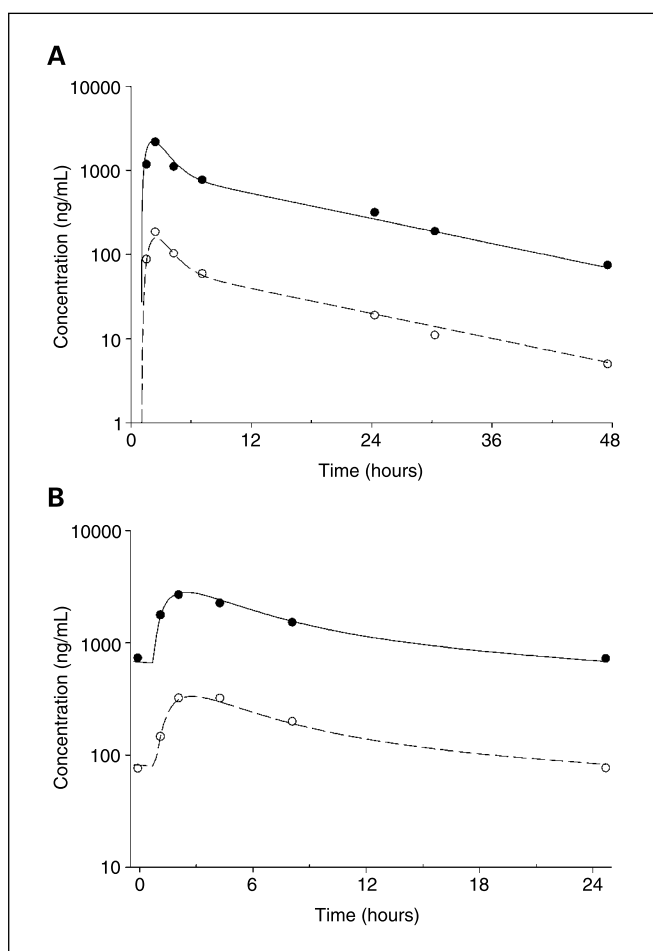 A
10000
1000
100
10
1
Concentration (ng/mL)
0 12 24 36 48
Time (hours)
B
10000
1000
100
10
Concentration (ng/mL)
0 6 12 18 24
Time (hours)